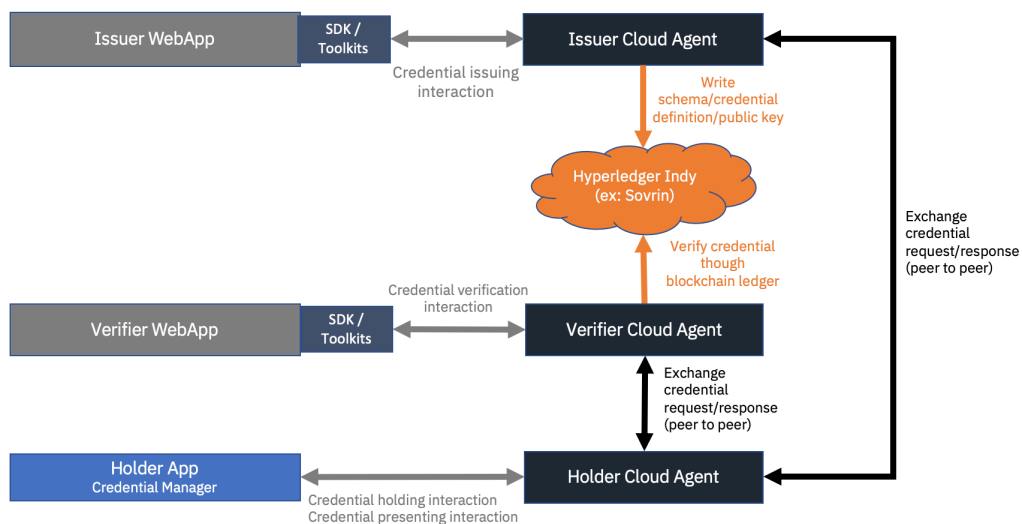 Issuer WebApp
SDK /
Toolkits
Issuer Cloud Agent
Credential issuing
interaction
Write
schema/credential
definition/public key
Hyperledger Indy
(ex: Sovrin)
Exchange
credential
request/response
(peer to peer)
Verify credential
though
blockchain ledger
Credential verification
interaction
Verifier WebApp
SDK /
Toolkits
Verifier Cloud Agent
Exchange
credential
request/response
(peer to peer)
Holder App
Credential Manager
Holder Cloud Agent
Credential holding interaction
Credential presenting interaction